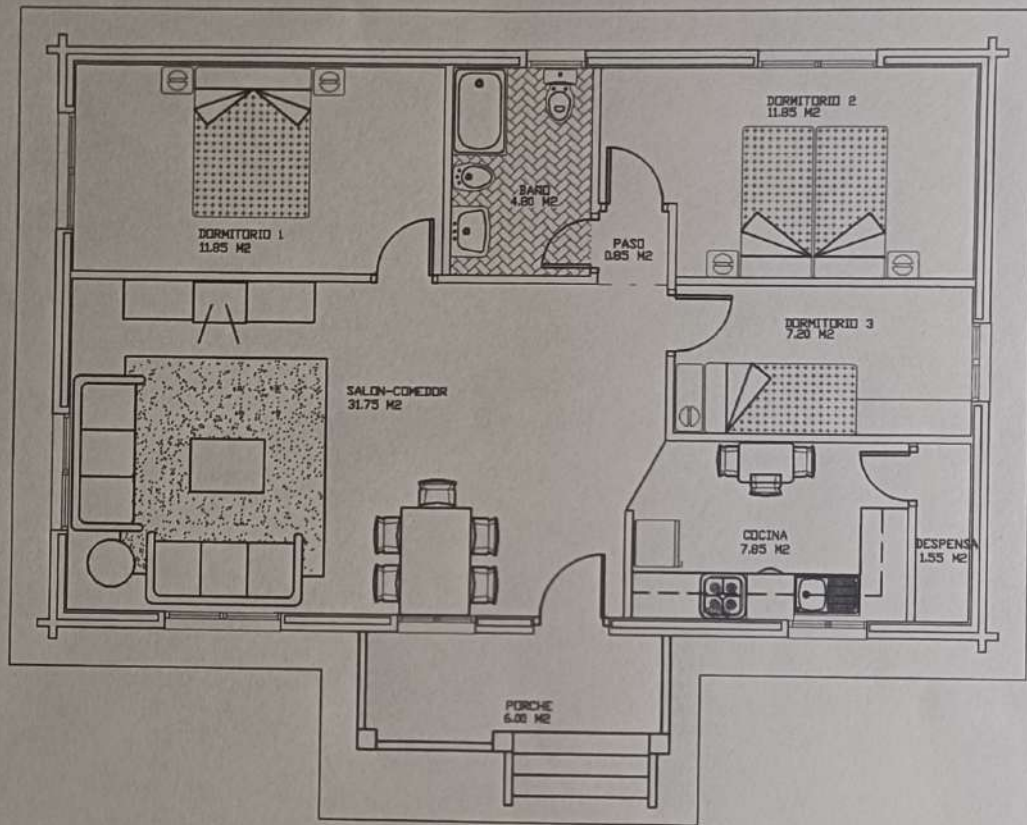 DORMITORIO 1
11.85 M2
BAÑO
4.80 M2
DORMITORIO 2
11.85 M2
PASO
0.85 M2
DORMITORIO 3
7.20 M2
SALON-COMEDOR
31.75 M2
COCINA
7.85 M2
DESPENSA
1.55 M2
PORCHE
6.00 M2